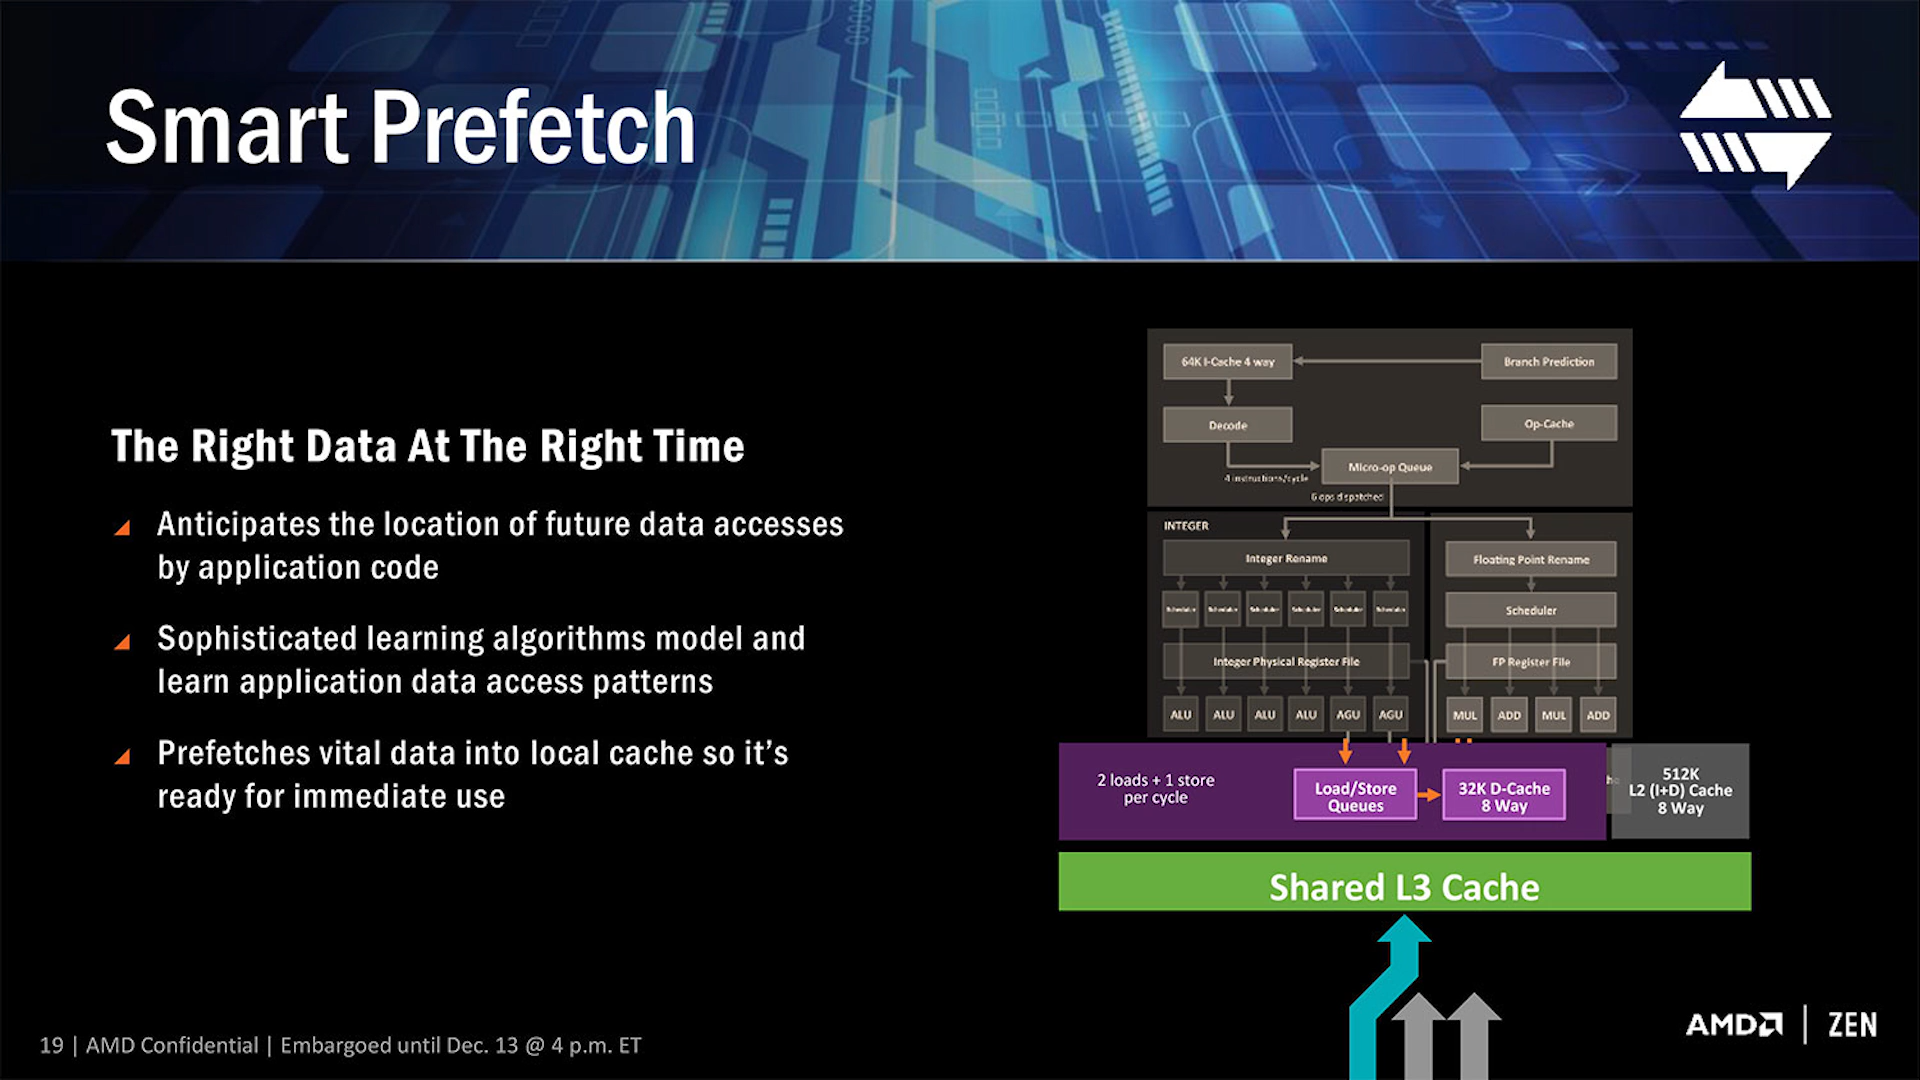 Smart Prefetch
The Right Data At The Right Time
Anticipates the location of future data accesses
by application code
Sophisticated learning algorithms model and
learn application data access patterns
Prefetches vital data into local cache so it's
ready for immediate use
64K I-Cache 4 way
Branch Prediction
Decode
Op-Cache
Micro-op Queue
4 instructions/cycle
6 ops dispatched
INTEGER
Integer Rename
Floating Point Rename
Scheduler Scheduler Scheduler Scheduler Scheduler Scheduler
Scheduler
Integer Physical Register File
FP Register File
ALU ALU ALU ALU AGU AGU
MUL ADD MUL ADD
2 loads + 1 store
per cycle
Load/Store
Queues
32K D-Cache
8 Way
512K
L2 (I+D) Cache
8 Way
Shared L3 Cache
19 | AMD Confidential | Embargoed until Dec. 13 @ 4 p.m. ET
AMD | ZEN